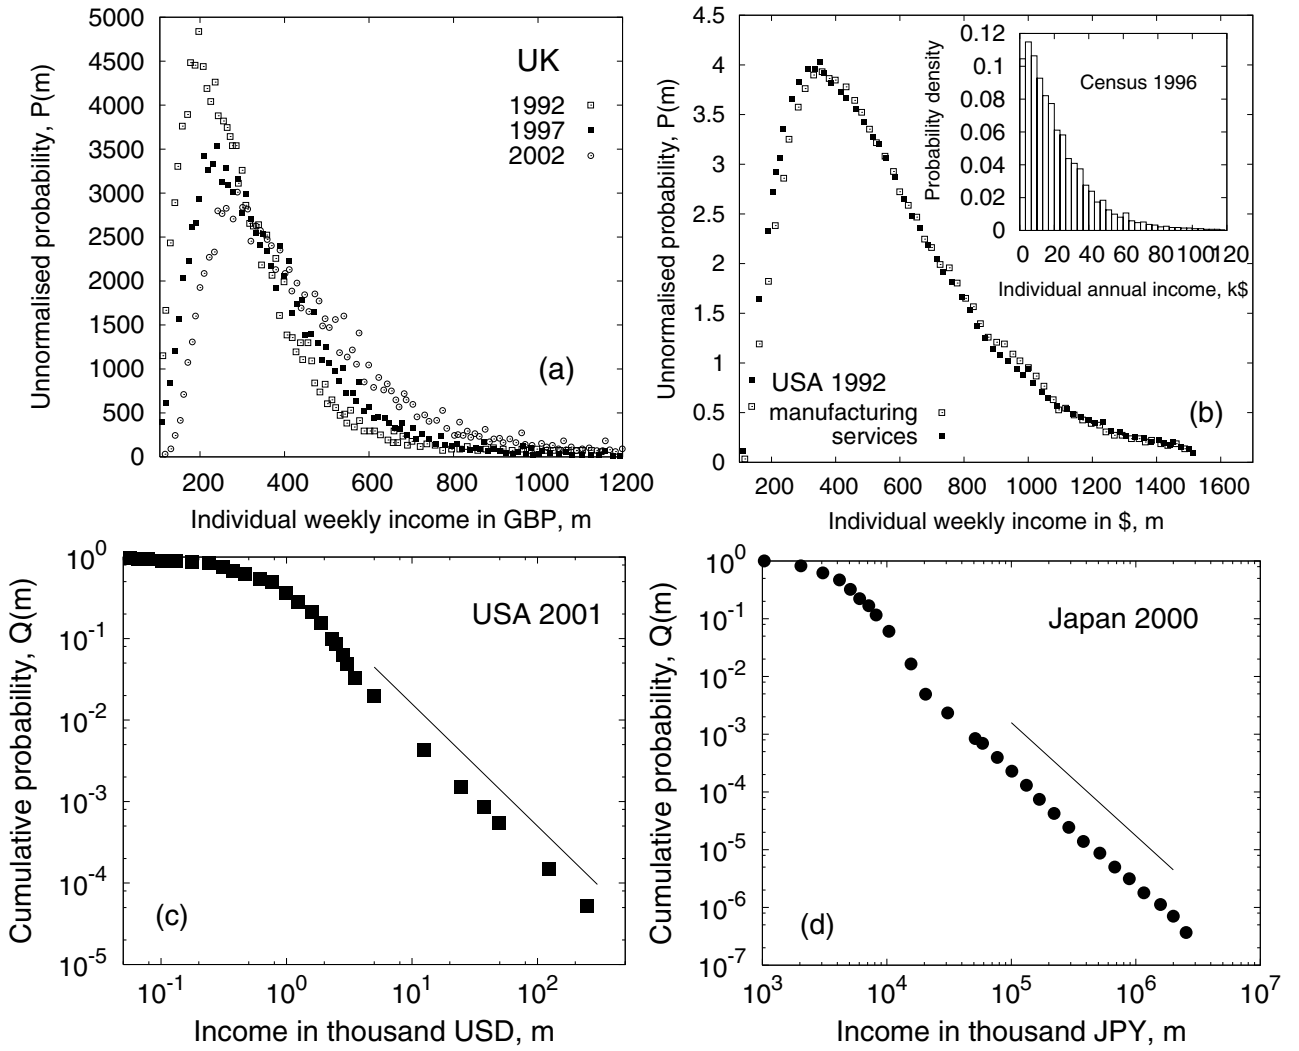 UK
1992
1997
2002
(a)
Unnormalised probability, P(m)
5000
4500
4000
3500
3000
2500
2000
1500
1000
500
0
200 400 600 800 1000 1200
Individual weekly income in GBP, m
Unnormalised probability, P(m)
4.5
4
3.5
3
2.5
2
1.5
1
0.5
0
200 400 600 800 1000 1200 1400 1600
Individual weekly income in $, m
USA 1992
manufacturing
services
(b)
Census 1996
Probability density
0.12
0.1
0.08
0.06
0.04
0.02
0
0 20 40 60 80 100 120
Individual annual income, k$
Cumulative probability, Q(m)
10^0
10^-1
10^-2
10^-3
10^-4
10^-5
USA 2001
(c)
10^-1 10^0 10^1 10^2
Income in thousand USD, m
Cumulative probability, Q(m)
10^0
10^-1
10^-2
10^-3
10^-4
10^-5
10^-6
10^-7
Japan 2000
(d)
10^3 10^4 10^5 10^6 10^7
Income in thousand JPY, m